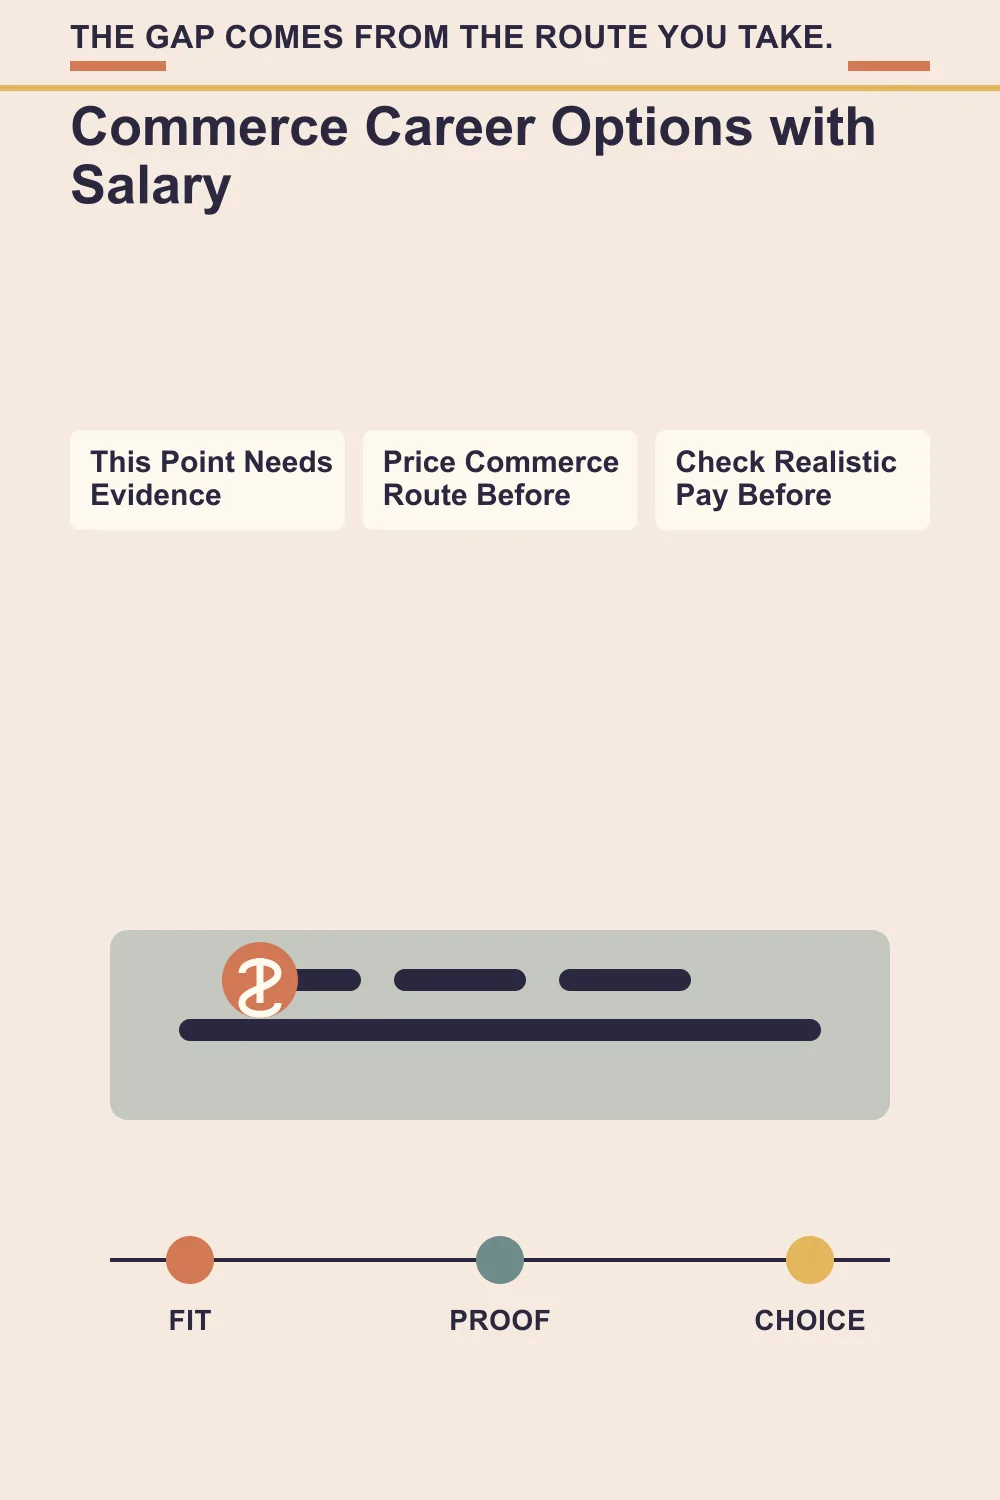 THE GAP COMES FROM THE ROUTE YOU TAKE.
Commerce Career Options with
Salary
This Point Needs
Evidence
Price Commerce
Route Before
Check Realistic
Pay Before
FIT
PROOF
CHOICE